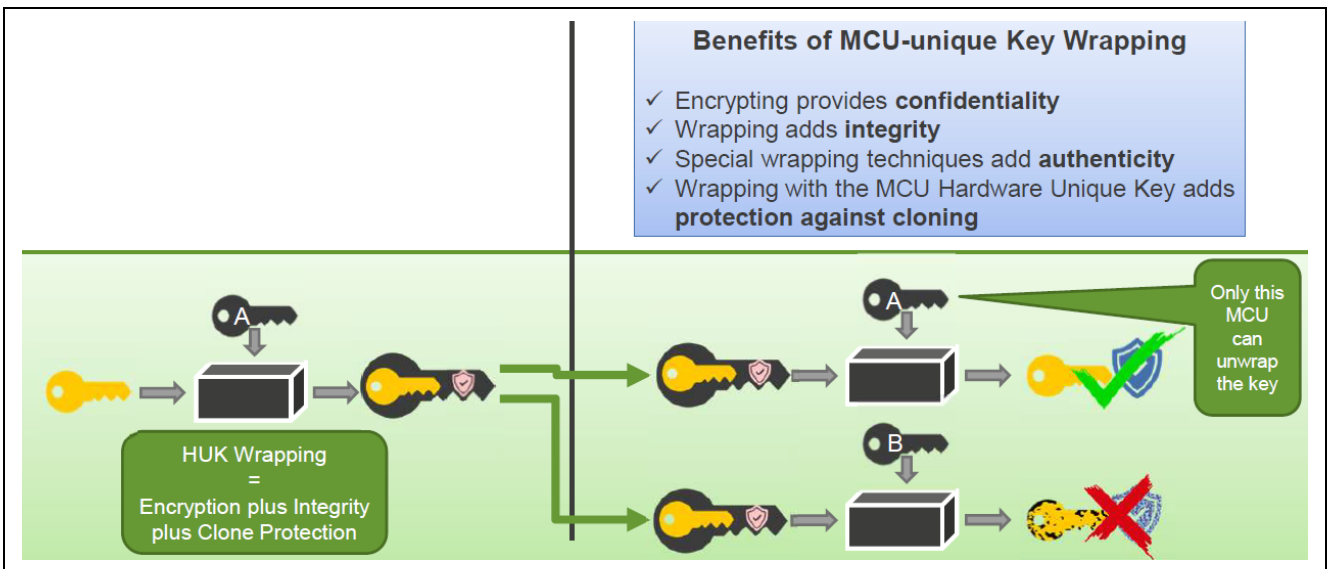 Benefits of MCU-unique Key Wrapping
✓ Encrypting provides confidentiality
✓ Wrapping adds integrity
✓ Special wrapping techniques add authenticity
✓ Wrapping with the MCU Hardware Unique Key adds
protection against cloning
A
HUK Wrapping
=
Encryption plus Integrity
plus Clone Protection
A
Only this
MCU
can
unwrap
the key
B